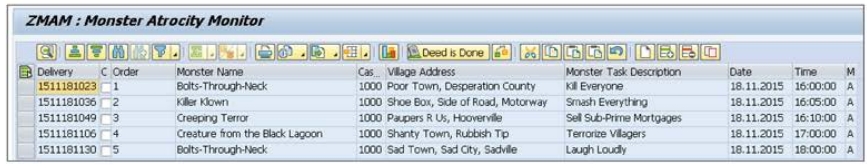 ZMAM : Monster Atrocity Monitor
Deed is Done
Delivery C Order Monster Name Cas_ Village Address Monster Task Description Date Time M
1511181023 1 Bolts-Through-Neck 1000 Poor Town, Desperation County Kill Everyone 18.11.2015 16:00:00 A
1511181036 2 Killer Klown 1000 Shoe Box, Side of Road, Motorway Smash Everything 18.11.2015 16:05:00 A
1511181049 3 Creeping Terror 1000 Paupers R Us, Hooverville Sell Sub-Prime Mortgages 18.11.2015 16:10:00 A
1511181106 4 Creature from the Black Lagoon 1000 Shanty Town, Rubbish Tip Terrorize Villagers 18.11.2015 17:00:00 A
1511181130 5 Bolts-Through-Neck 1000 Sad Town, Sad City, Sadville Laugh Loudly 18.11.2015 18:00:00 A